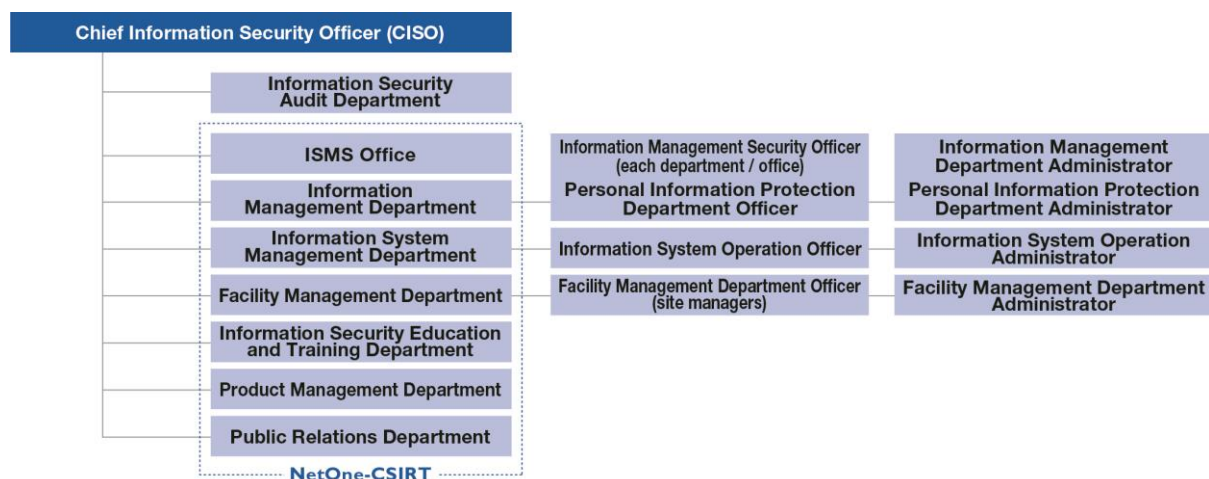 Chief Information Security Officer (CISO)
Information Security
Audit Department
ISMS Office
Information Management Security Officer
(each department / office)
Information Management
Department Administrator
Information
Management Department
Personal Information Protection
Department Officer
Personal Information Protection
Department Administrator
Information System
Management Department
Information System Operation Officer
Information System Operation
Administrator
Facility Management Department
Facility Management Department Officer
(site managers)
Facility Management Department
Administrator
Information Security Education
and Training Department
Product Management Department
Public Relations Department
NetOne-CSIRT